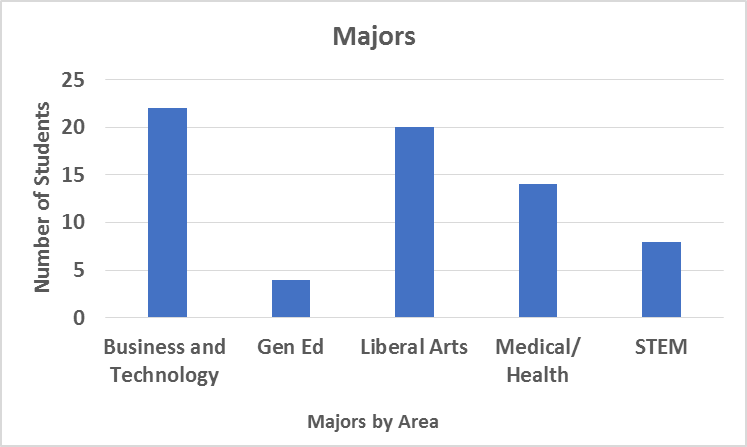 Majors
Number of Students
25
20
15
10
5
0
Business and
Technology
Gen Ed
Liberal Arts
Medical/
Health
STEM
Majors by Area